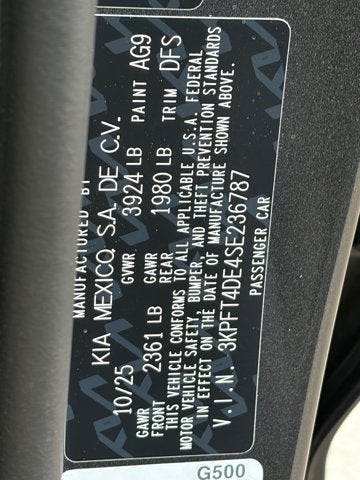 MANUFACTURED BY
KIA MEXICO, S.A. DE C.V.
10/25 GVWR 3924 LB PAINT AG9
GAWR FRONT 2361 LB GAWR REAR 1980 LB TRIM DFS
THIS VEHICLE CONFORMS TO ALL APPLICABLE U.S.A. FEDERAL
MOTOR VEHICLE SAFETY, BUMPER, AND THEFT PREVENTION STANDARDS
IN EFFECT ON THE DATE OF MANUFACTURE SHOWN ABOVE.
V.I.N. 3KPFT4DE4SE236787
PASSENGER CAR
G500